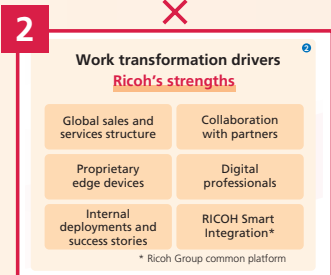 2
2
Work transformation drivers
Ricoh’s strengths
Global sales and
services structure
Collaboration
with partners
Proprietary
edge devices
Digital
professionals
Internal
deployments and
success stories
RICOH Smart
Integration*
* Ricoh Group common platform